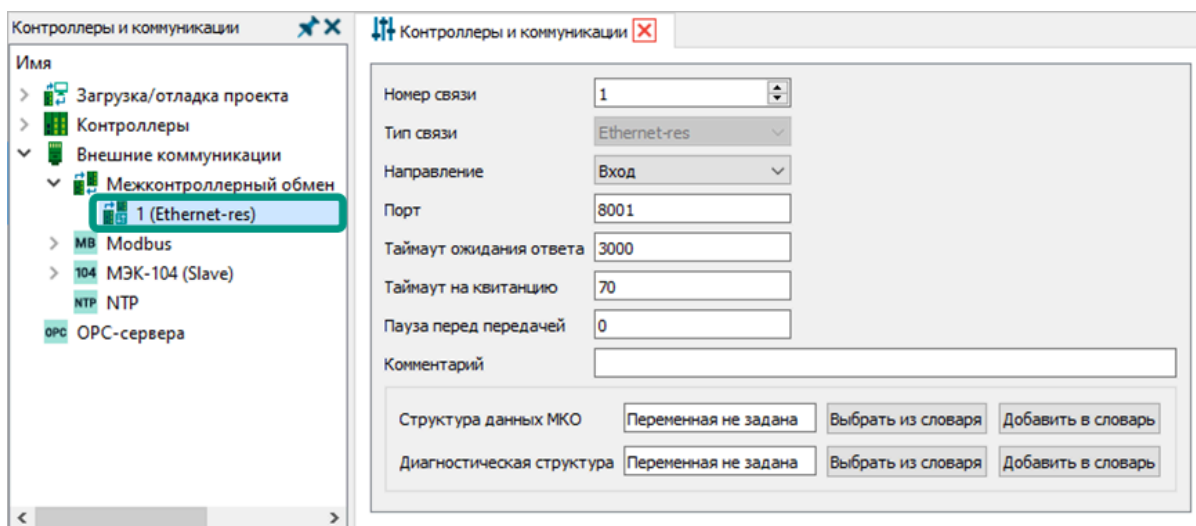 Контроллеры и коммуникации
Имя
Загрузка/отладка проекта
Контроллеры
Внешние коммуникации
Межконтроллерный обмен
1 (Ethernet-res)
MB Modbus
104 МЭК-104 (Slave)
NTP NTP
OPC OPC-сервера
Контроллеры и коммуникации
Номер связи 1
Тип связи Ethernet-res
Направление Вход
Порт 8001
Таймаут ожидания ответа 3000
Таймаут на квитанцию 70
Пауза перед передачей 0
Комментарий
Структура данных МКО Переменная не задана Выбрать из словаря Добавить в словарь
Диагностическая структура Переменная не задана Выбрать из словаря Добавить в словарь